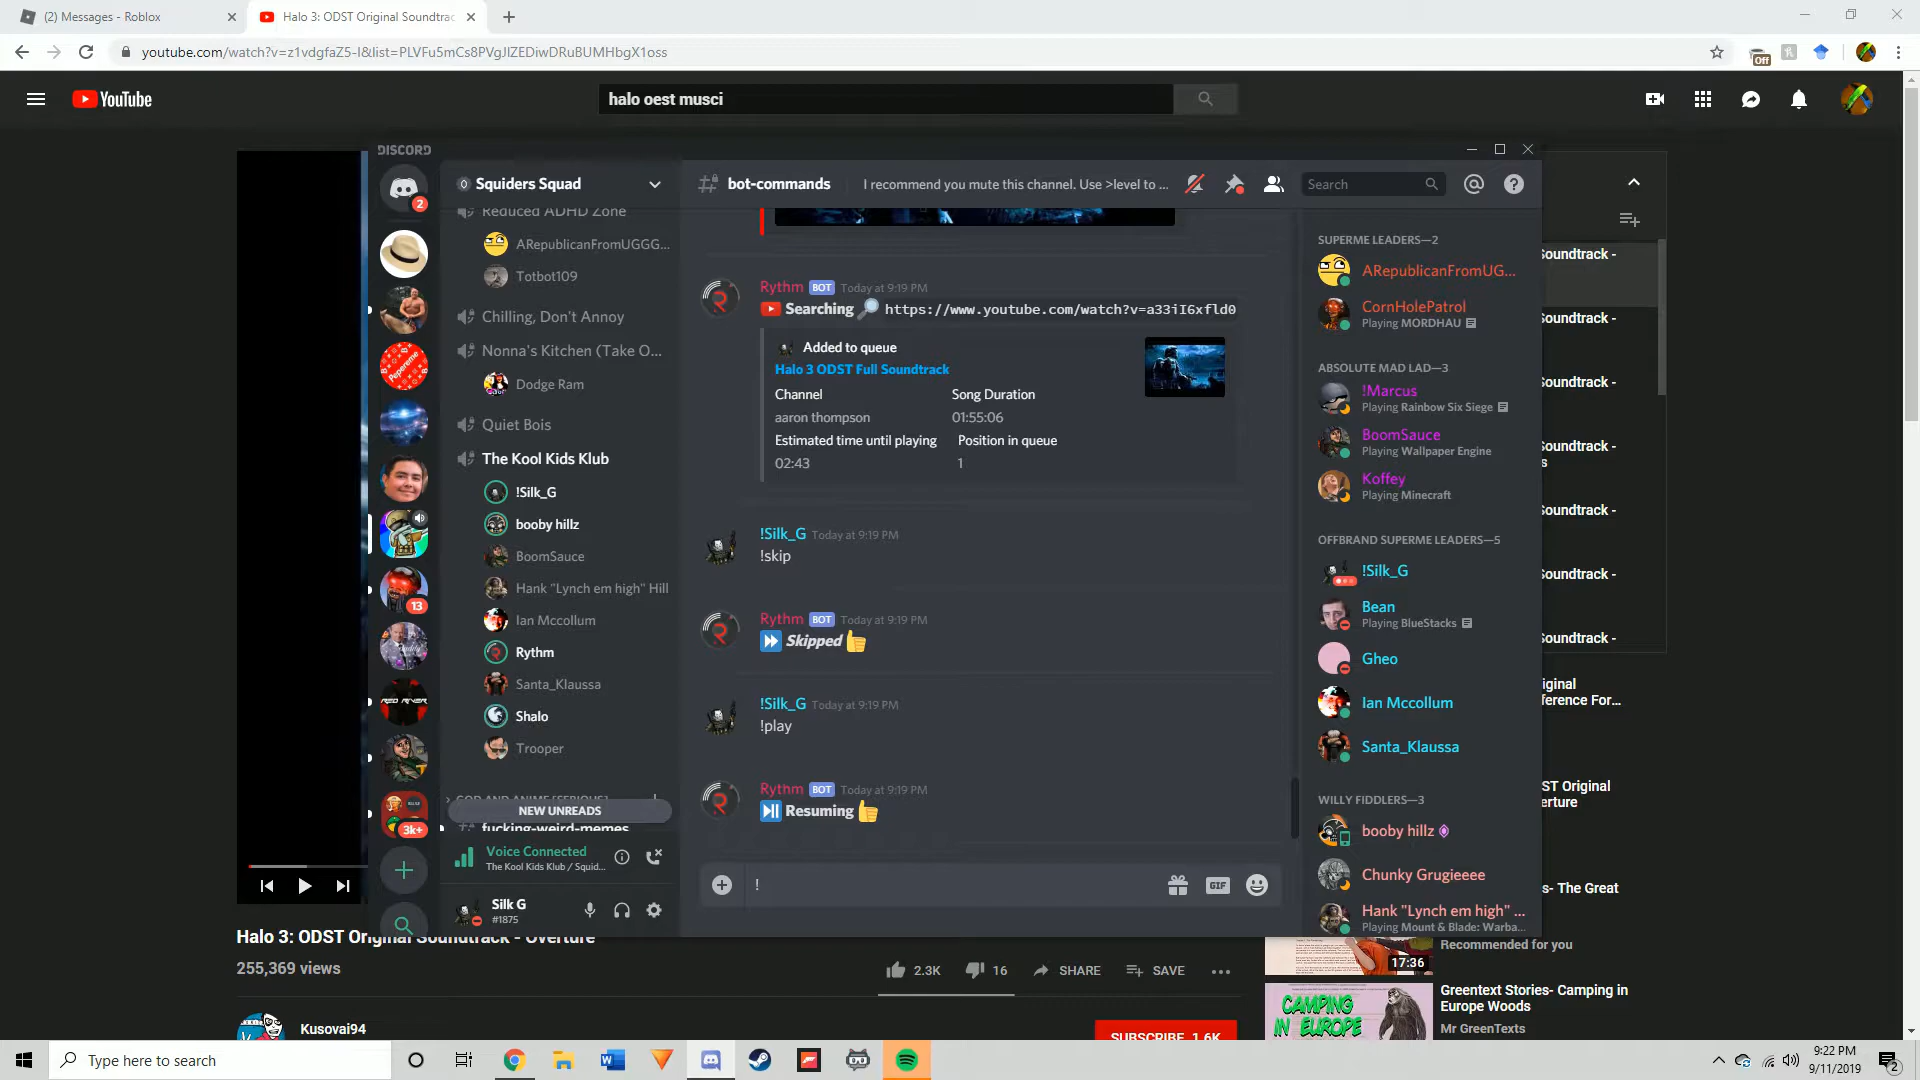 (2) Messages - Roblox
Halo 3: ODST Original Soundtrac
youtube.com/watch?v=z1vdgfaZ5-I&list=PLVFu5mCs8PVgJlZEDiwDRuBUMHbgX1oss
Off
YouTube
halo oest musci
DISCORD
2
13
3k+
Squiders Squad
Reduced ADHD Zone
ARepublicanFromUGGG...
Totbot109
Chilling, Don't Annoy
Nonna's Kitchen (Take O...
Dodge Ram
Quiet Bois
The Kool Kids Klub
!Silk_G
booby hillz
BoomSauce
Hank "Lynch em high" Hill
Ian Mccollum
Rythm
Santa_Klaussa
Shalo
Trooper
NEW UNREADS
fucking-weird-memes
Voice Connected
The Kool Kids Klub / Squid...
Silk G
#1875
bot-commands
I recommend you mute this channel. Use >level to ...
Search
Rythm BOT Today at 9:19 PM
Searching https://www.youtube.com/watch?v=a33iI6xfld0
Added to queue
Halo 3 ODST Full Soundtrack
Channel Song Duration
aaron thompson 01:55:06
Estimated time until playing Position in queue
02:43 1
!Silk_G Today at 9:19 PM
!skip
Rythm BOT Today at 9:19 PM
Skipped
!Silk_G Today at 9:19 PM
!play
Rythm BOT Today at 9:19 PM
Resuming
!
GIF
SUPERME LEADERS—2
ARepublicanFromUG...
CornHolePatrol
Playing MORDHAU
ABSOLUTE MAD LAD—3
!Marcus
Playing Rainbow Six Siege
BoomSauce
Playing Wallpaper Engine
Koffey
Playing Minecraft
OFFBRAND SUPERME LEADERS—5
!Silk_G
Bean
Playing BlueStacks
Gheo
Ian Mccollum
Santa_Klaussa
WILLY FIDDLERS—3
booby hillz
Chunky Grugieeee
Hank "Lynch em high" ...
Playing Mount & Blade: Warba...
Soundtrack -
Soundtrack -
Soundtrack -
Soundtrack -
s
Soundtrack -
Soundtrack -
Soundtrack -
iginal
ference For...
ST Original
erture
s- The Great
Recommended for you
17:36
Greentext Stories- Camping in
Europe Woods
Mr GreenTexts
CAMPING
IN EUROPE
Halo 3: ODST Original Soundtrack - Overture
255,369 views
2.3K
16
SHARE
SAVE
Kusovai94
SUBSCRIBE 1.6K
Type here to search
9:22 PM
9/11/2019
2